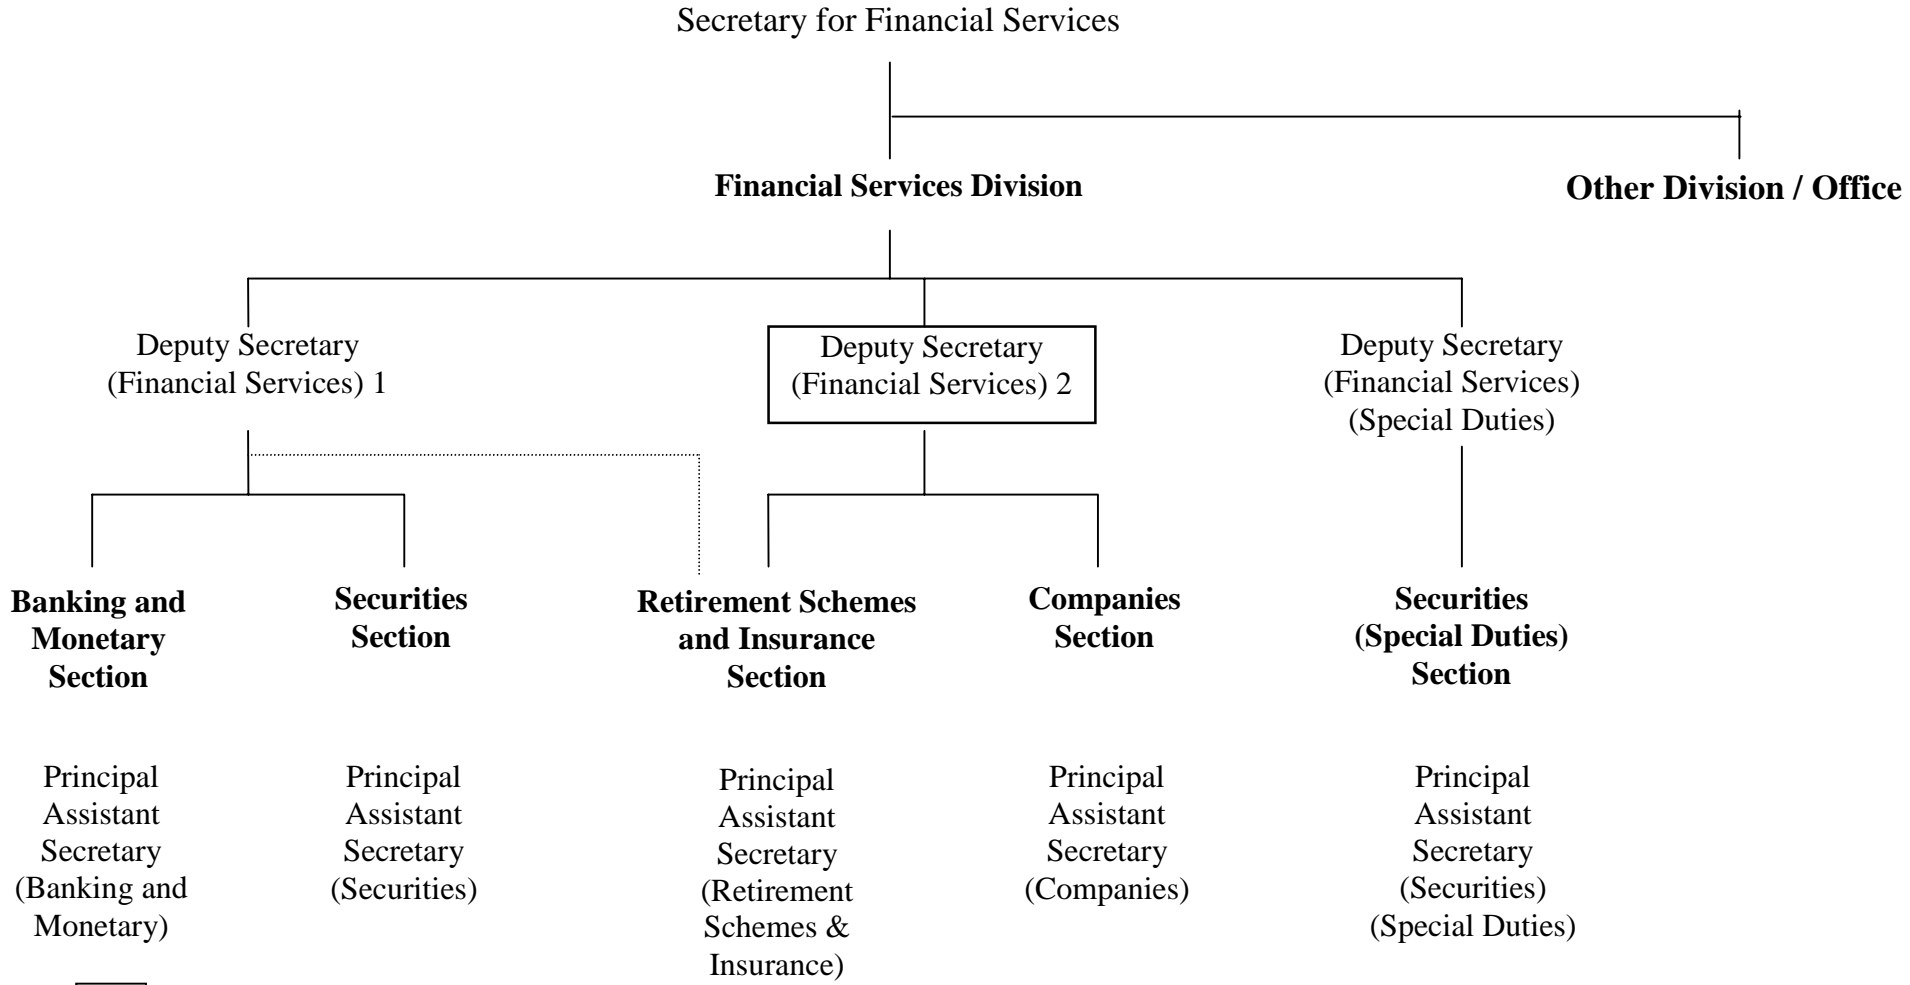 Secretary for Financial Services
Financial Services Division
Other Division / Office
Deputy Secretary
(Financial Services) 1
Deputy Secretary
(Financial Services) 2
Deputy Secretary
(Financial Services)
(Special Duties)
Banking and
Monetary
Section
Securities
Section
Retirement Schemes
and Insurance
Section
Companies
Section
Securities
(Special Duties)
Section
Principal
Assistant
Secretary
(Banking and
Monetary)
Principal
Assistant
Secretary
(Securities)
Principal
Assistant
Secretary
(Retirement
Schemes &
Insurance)
Principal
Assistant
Secretary
(Companies)
Principal
Assistant
Secretary
(Securities)
(Special Duties)